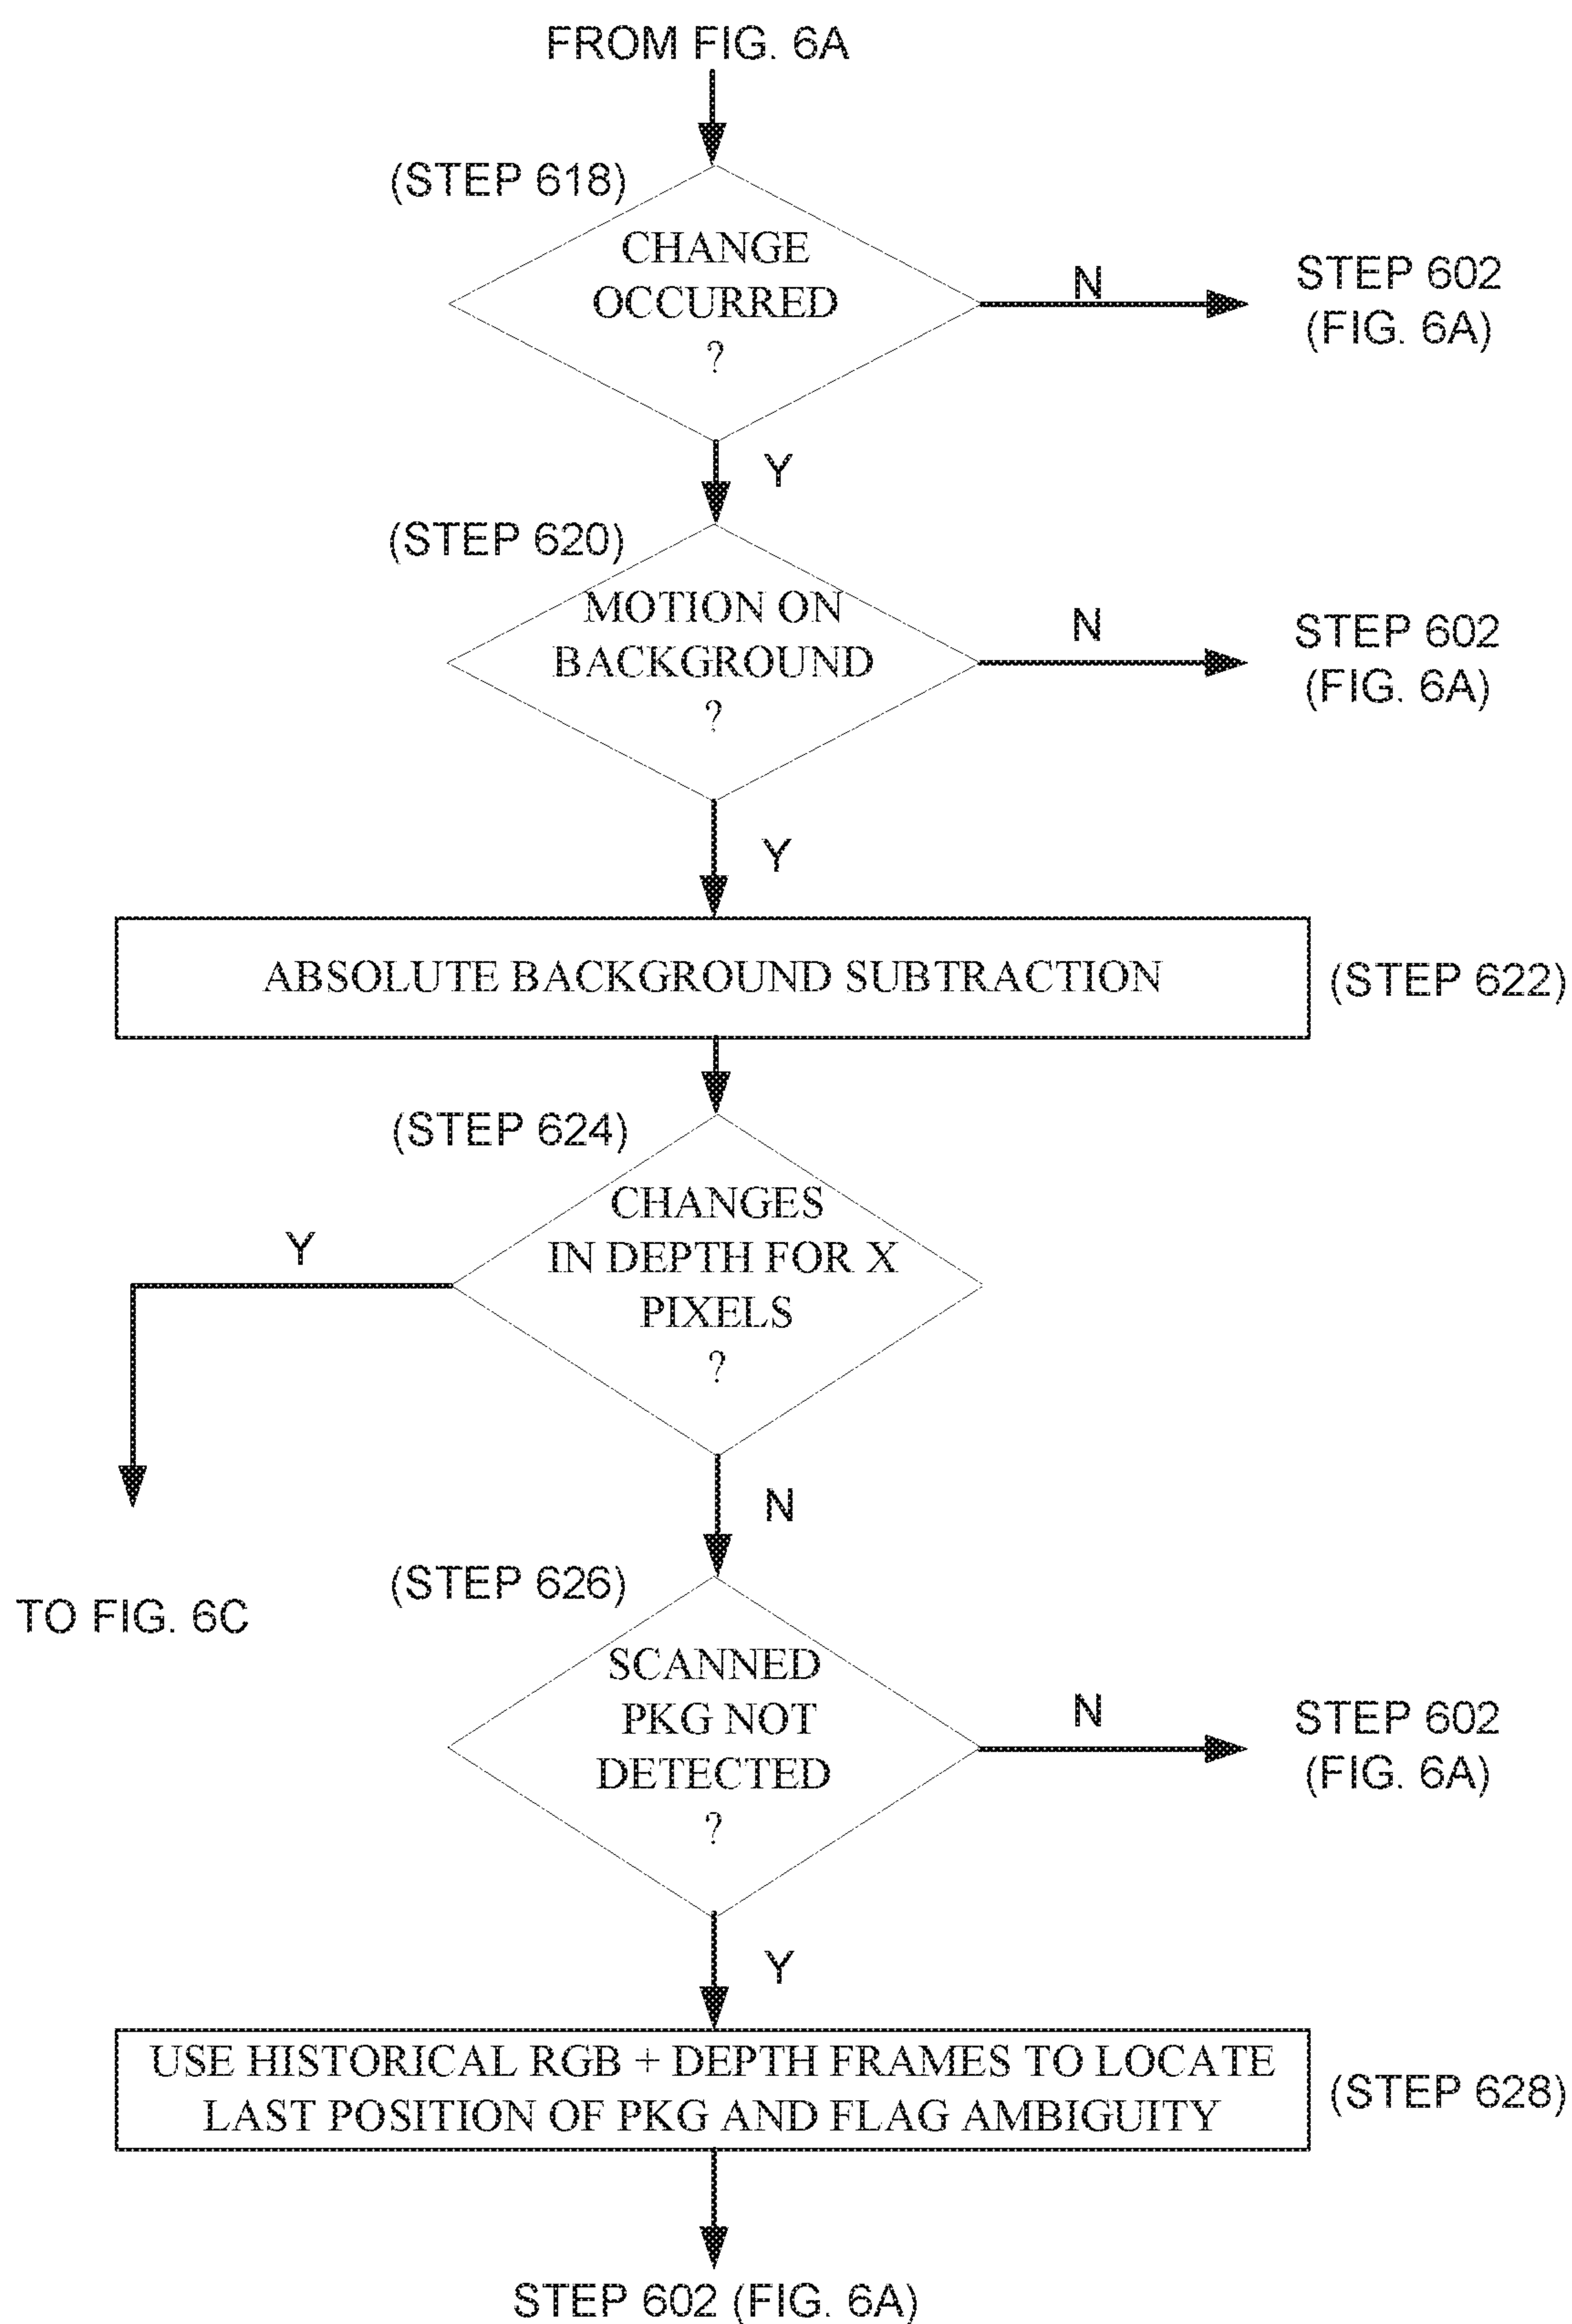 FROM FIG. 6A
(STEP 618)
CHANGE
OCCURRED
?
N
STEP 602
(FIG. 6A)
Y
(STEP 620)
MOTION ON
BACKGROUND
?
N
STEP 602
(FIG. 6A)
Y
ABSOLUTE BACKGROUND SUBTRACTION
(STEP 622)
(STEP 624)
CHANGES
IN DEPTH FOR X
PIXELS
?
Y
TO FIG. 6C
N
(STEP 626)
SCANNED
PKG NOT
DETECTED
?
N
STEP 602
(FIG. 6A)
Y
USE HISTORICAL RGB + DEPTH FRAMES TO LOCATE
LAST POSITION OF PKG AND FLAG AMBIGUITY
(STEP 628)
STEP 602 (FIG. 6A)